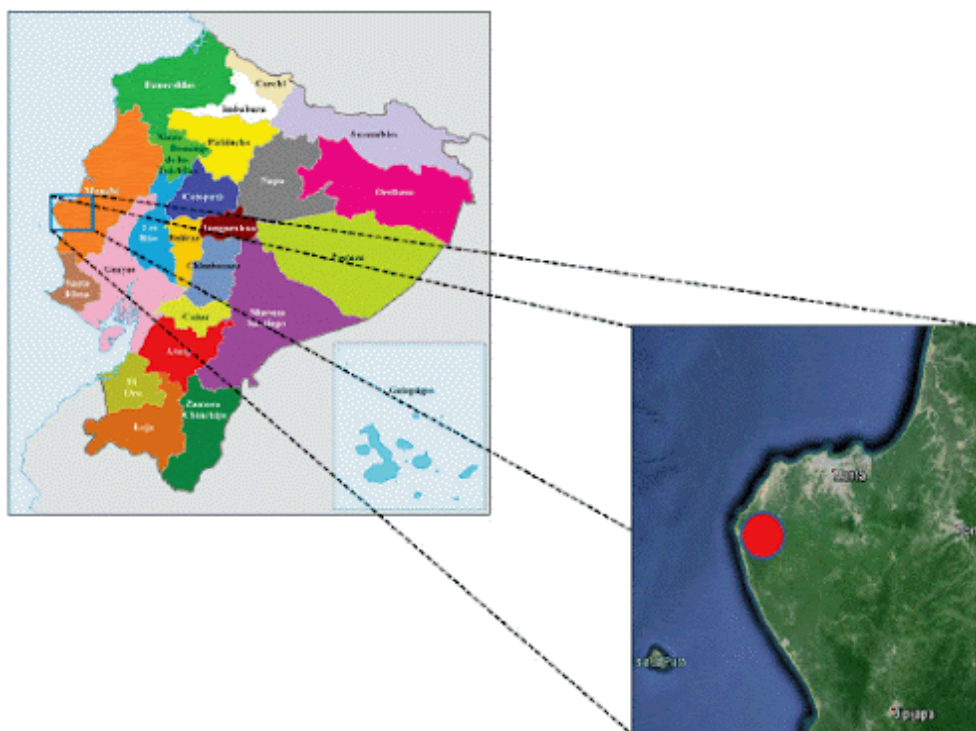 Esmeraldas
Carchi
Imbabura
Sucumbíos
Pichincha
Santo
Domingo
de los
Tsáchilas
Manabí
Cotopaxi
Napo
Orellana
Los
Ríos
Bolívar
Tungurahua
Pastaza
Guayas
Chimborazo
Santa
Elena
Cañar
Morona
Santiago
Azuay
El
Oro
Zamora
Chinchipe
Loja
Galápagos
Manta
Jipijapa